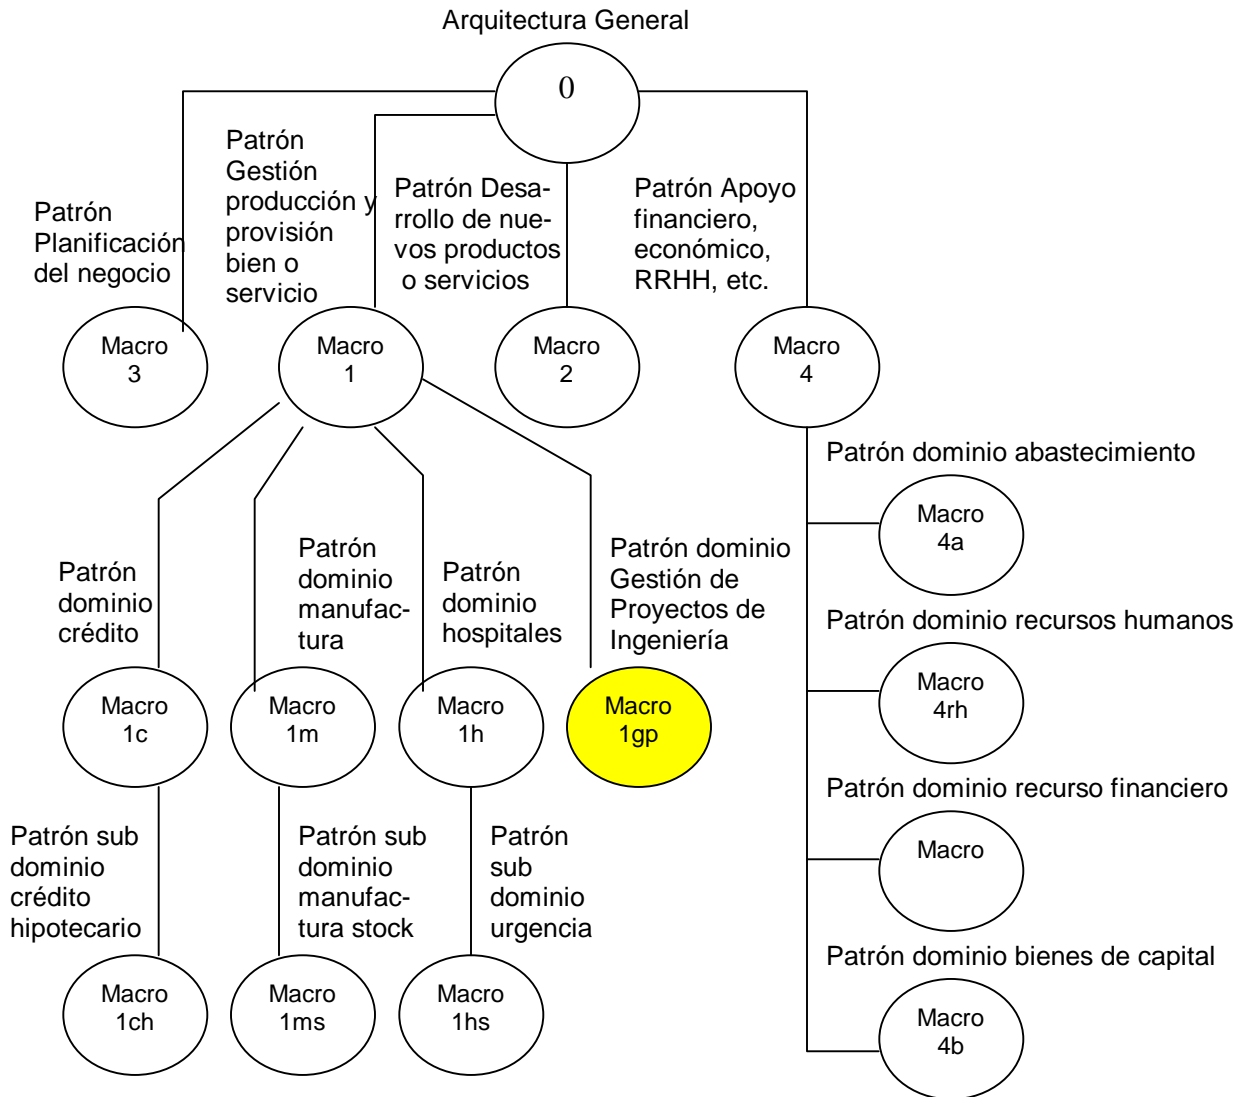 Arquitectura General
0
Patrón
Planificación
del negocio
Patrón
Gestión
producción y
provisión
bien o
servicio
Patrón Desa-
rrollo de nue-
vos productos
o servicios
Patrón Apoyo
financiero,
económico,
RRHH, etc.
Macro
3
Macro
1
Macro
2
Macro
4
Patrón
dominio
crédito
Patrón
dominio
manufac-
tura
Patrón
dominio
hospitales
Patrón dominio
Gestión de
Proyectos de
Ingeniería
Macro
1c
Macro
1m
Macro
1h
Macro
1gp
Patrón sub
dominio
crédito
hipotecario
Patrón sub
dominio
manufac-
tura stock
Patrón
sub
dominio
urgencia
Macro
1ch
Macro
1ms
Macro
1hs
Patrón dominio abastecimiento
Macro
4a
Patrón dominio recursos humanos
Macro
4rh
Patrón dominio recurso financiero
Macro
Patrón dominio bienes de capital
Macro
4b